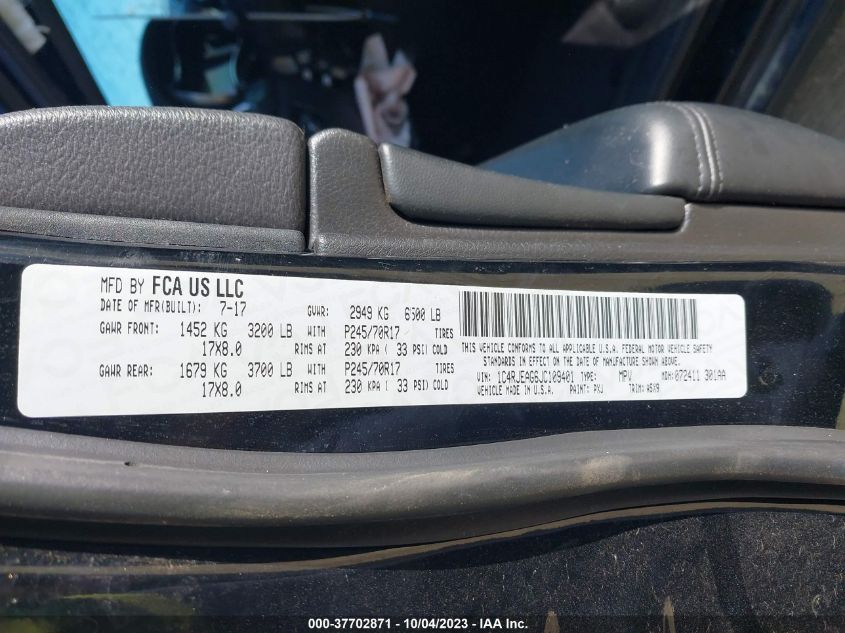 MFD BY FCA US LLC
DATE OF MFR(BUILT): 7-17 GVWR: 2949 KG 6500 LB
GAWR FRONT: 1452 KG 3200 LB WITH P245/70R17 TIRES
17X8.0 RIMS AT 230 KPA ( 33 PSI) COLD
GAWR REAR: 1679 KG 3700 LB WITH P245/70R17 TIRES
17X8.0 RIMS AT 230 KPA ( 33 PSI) COLD
THIS VEHICLE CONFORMS TO ALL APPLICABLE U.S.A. FEDERAL MOTOR VEHICLE SAFETY
STANDARDS IN EFFECT ON THE DATE OF MANUFACTURE SHOWN ABOVE.
VIN: 1C4RJEAG6JC109401 TYPE: MPV MDH: 072411 301AA
VEHICLE MADE IN U.S.A. PAINT: PXJ TRIM: A5X9
000-37702871 - 10/04/2023 - IAA Inc.